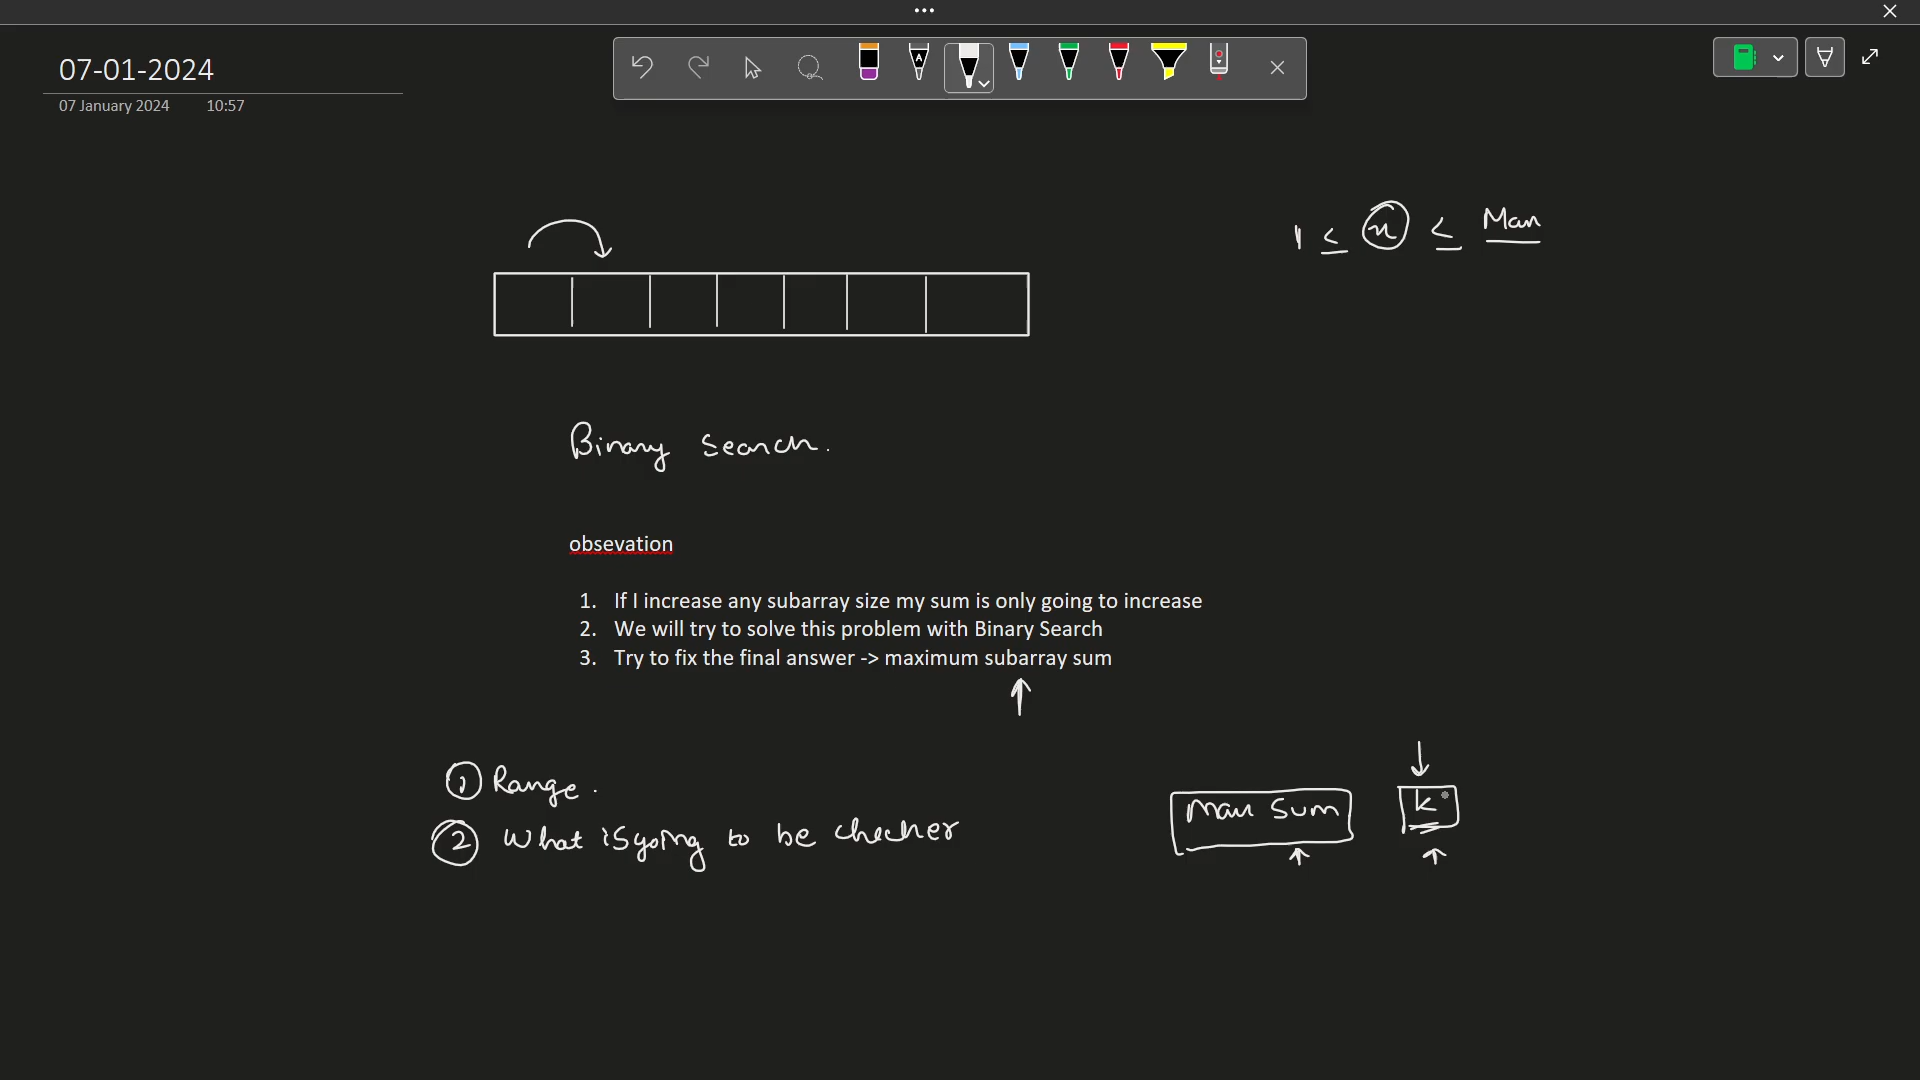 07-01-2024
07 January 2024 10:57
1 ≤ x ≤ Max
Binary Search.
obsevation
1. If I increase any subarray size my sum is only going to increase
2. We will try to solve this problem with Binary Search
3. Try to fix the final answer -> maximum subarray sum
① Range.
② What is going to be checker
Max Sum
K